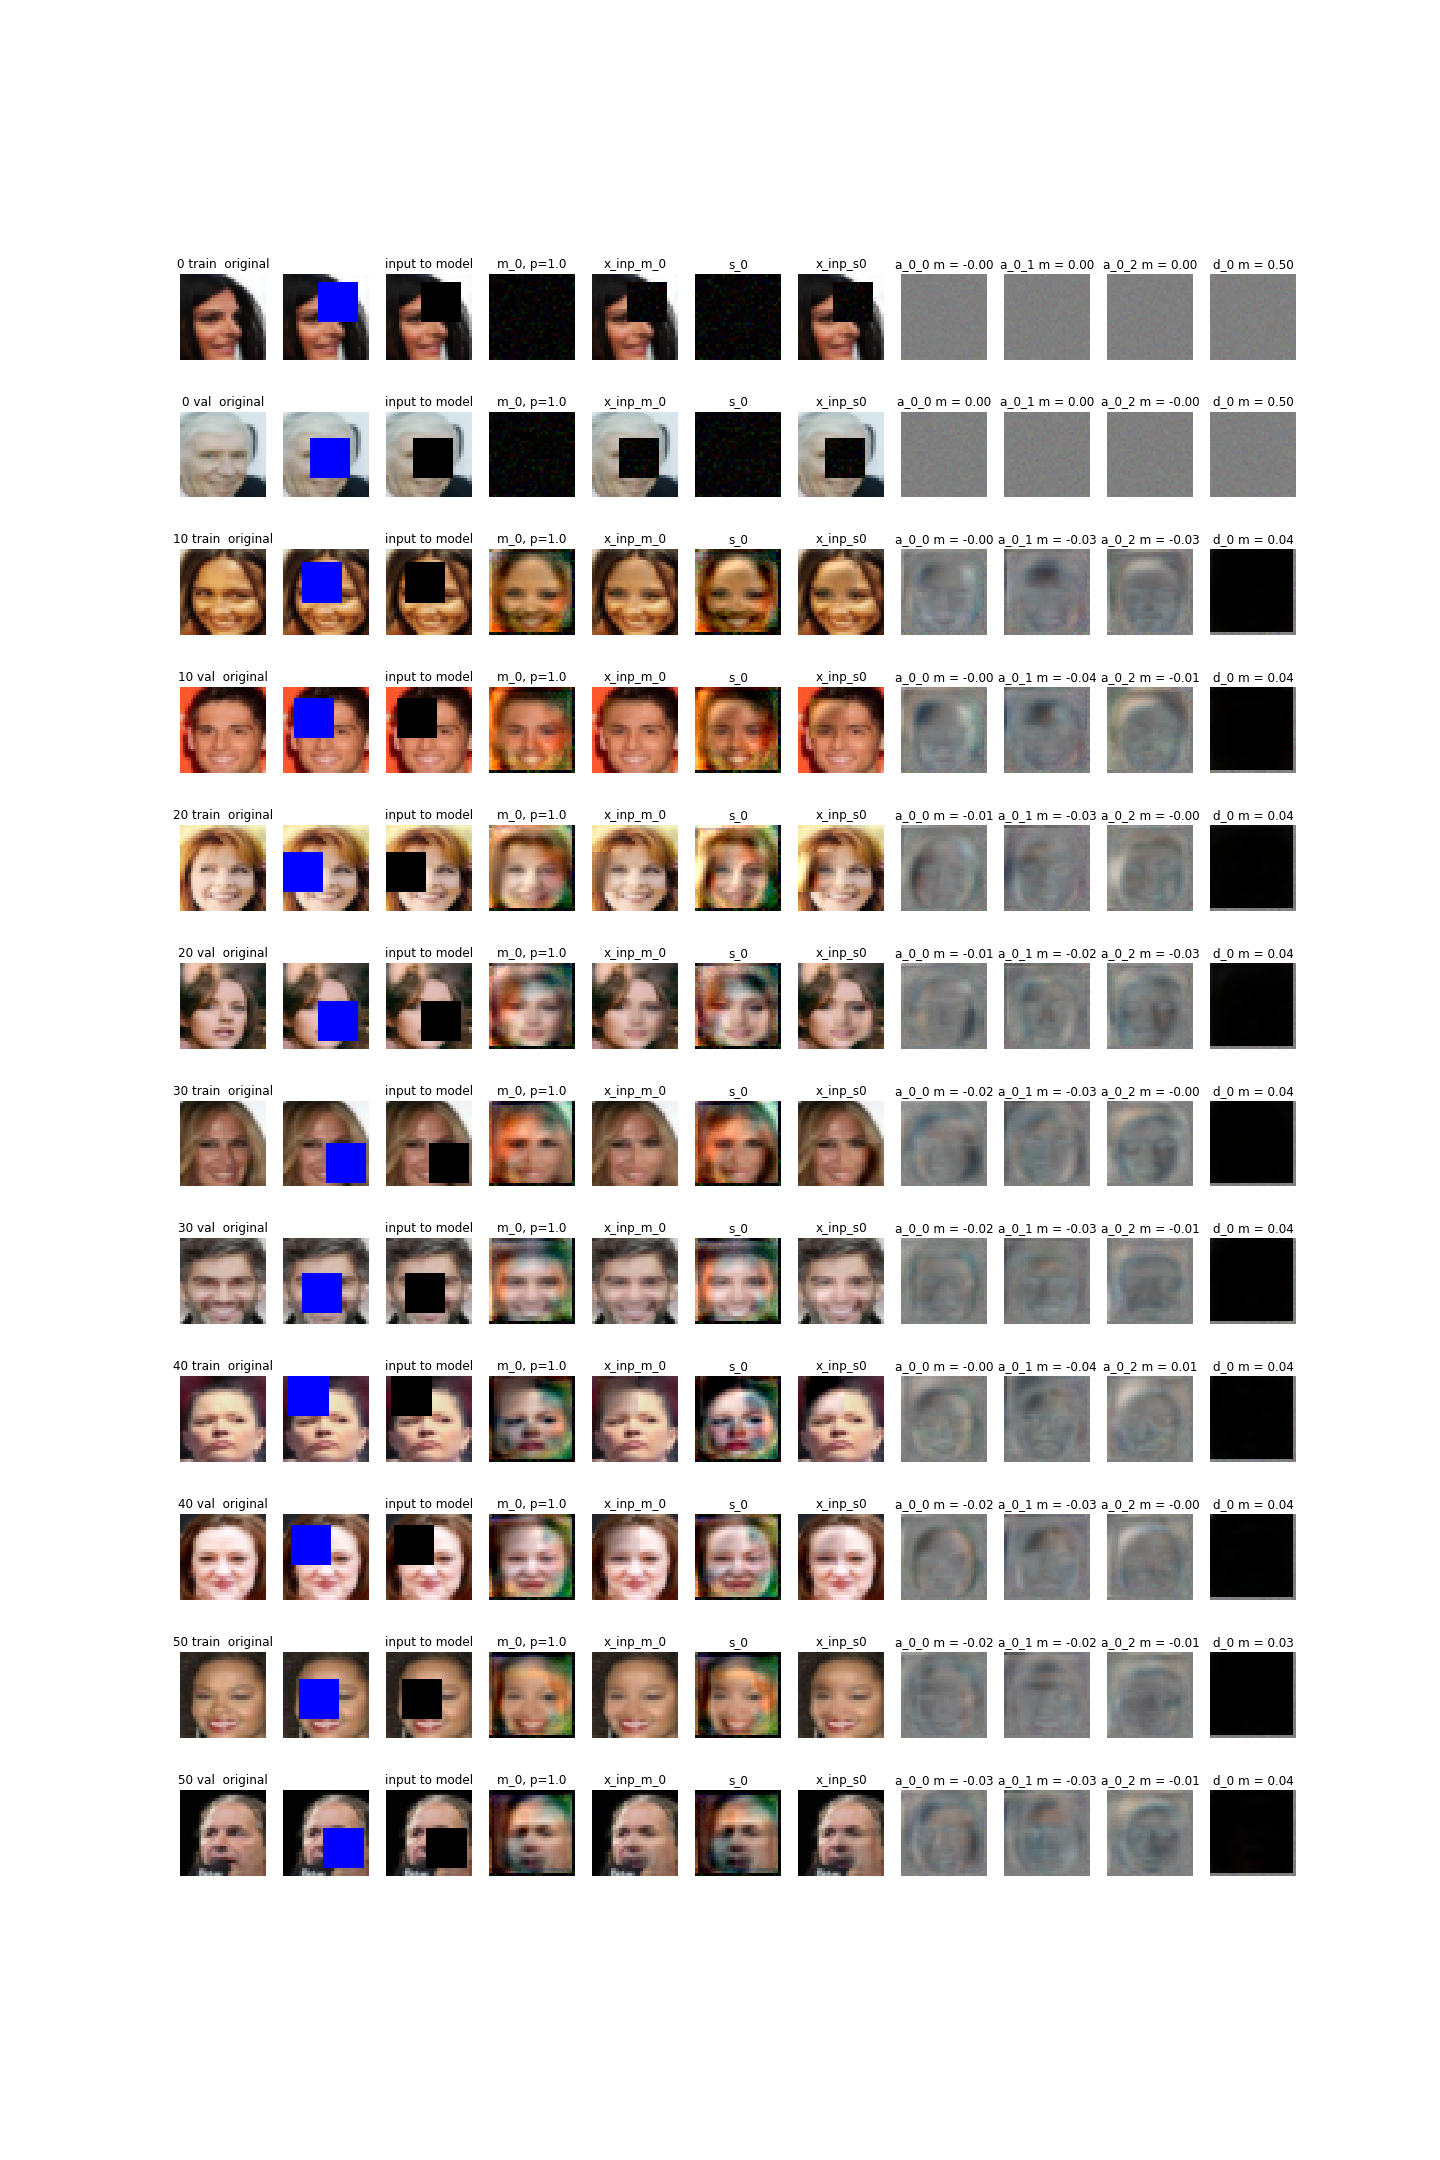 0 train  original input to model m_0, p=1.0 x_inp_m_0 s_0 x_inp_s0 a_0_0 m = -0.00 a_0_1 m = 0.00 a_0_2 m = 0.00 d_0 m = 0.50
0 val  original input to model m_0, p=1.0 x_inp_m_0 s_0 x_inp_s0 a_0_0 m = 0.00 a_0_1 m = 0.00 a_0_2 m = -0.00 d_0 m = 0.50
10 train  original input to model m_0, p=1.0 x_inp_m_0 s_0 x_inp_s0 a_0_0 m = -0.00 a_0_1 m = -0.03 a_0_2 m = -0.03 d_0 m = 0.04
10 val  original input to model m_0, p=1.0 x_inp_m_0 s_0 x_inp_s0 a_0_0 m = -0.00 a_0_1 m = -0.04 a_0_2 m = -0.01 d_0 m = 0.04
20 train  original input to model m_0, p=1.0 x_inp_m_0 s_0 x_inp_s0 a_0_0 m = -0.01 a_0_1 m = -0.03 a_0_2 m = -0.00 d_0 m = 0.04
20 val  original input to model m_0, p=1.0 x_inp_m_0 s_0 x_inp_s0 a_0_0 m = -0.01 a_0_1 m = -0.02 a_0_2 m = -0.03 d_0 m = 0.04
30 train  original input to model m_0, p=1.0 x_inp_m_0 s_0 x_inp_s0 a_0_0 m = -0.02 a_0_1 m = -0.03 a_0_2 m = -0.00 d_0 m = 0.04
30 val  original input to model m_0, p=1.0 x_inp_m_0 s_0 x_inp_s0 a_0_0 m = -0.02 a_0_1 m = -0.03 a_0_2 m = -0.01 d_0 m = 0.04
40 train  original input to model m_0, p=1.0 x_inp_m_0 s_0 x_inp_s0 a_0_0 m = -0.00 a_0_1 m = -0.04 a_0_2 m = 0.01 d_0 m = 0.04
40 val  original input to model m_0, p=1.0 x_inp_m_0 s_0 x_inp_s0 a_0_0 m = -0.02 a_0_1 m = -0.03 a_0_2 m = -0.00 d_0 m = 0.04
50 train  original input to model m_0, p=1.0 x_inp_m_0 s_0 x_inp_s0 a_0_0 m = -0.02 a_0_1 m = -0.02 a_0_2 m = -0.01 d_0 m = 0.03
50 val  original input to model m_0, p=1.0 x_inp_m_0 s_0 x_inp_s0 a_0_0 m = -0.03 a_0_1 m = -0.03 a_0_2 m = -0.01 d_0 m = 0.04